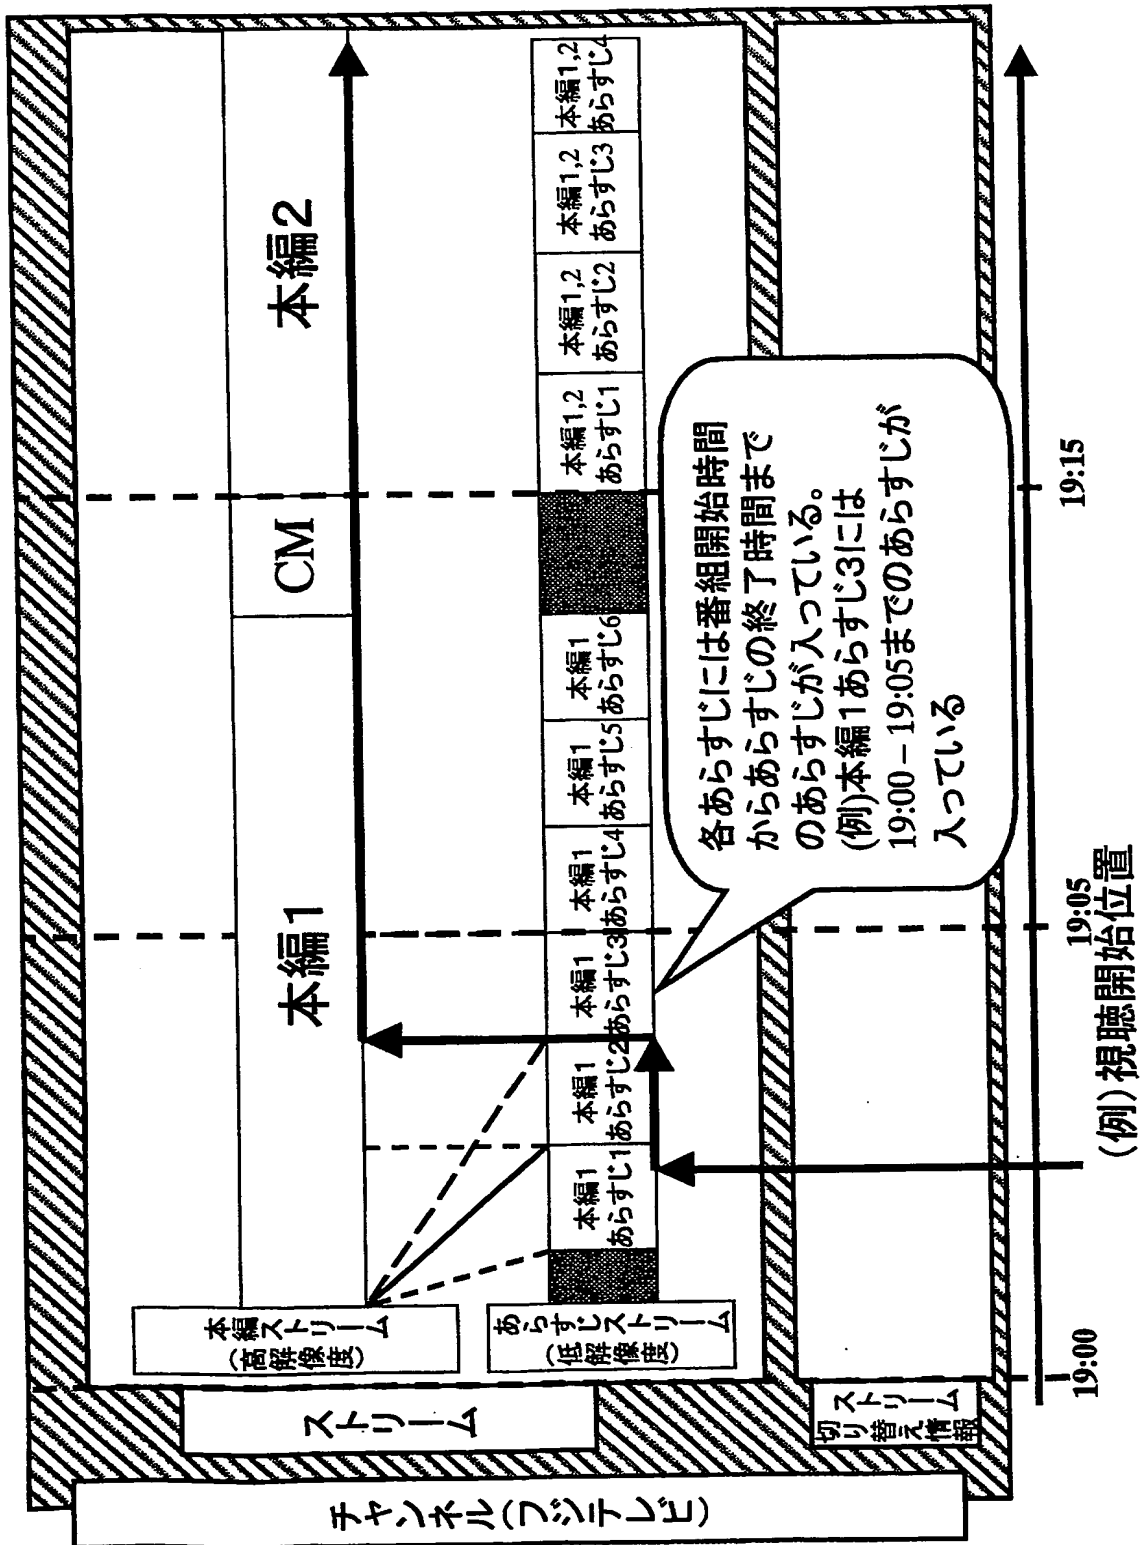 チャンネル(フジテレビ)
ストリーム
ストリーム
切り替え情報
本編
ストリーム
(高解像度)
あらすじ
ストリーム
(低解像度)
本編1
CM
本編2
本編1
あらすじ1
本編1
あらすじ2
本編1
あらすじ3
本編1
あらすじ4
本編1
あらすじ5
本編1
あらすじ6
本編1,2
あらすじ1
本編1,2
あらすじ2
本編1,2
あらすじ3
本編1,2
あらすじ4
各あらすじには番組開始時間
からあらすじの終了時間まで
のあらすじが入っている。
(例)本編1あらすじ3には
19:00－19:05までのあらすじが
入っている
19:00
19:05
19:15
(例)視聴開始位置